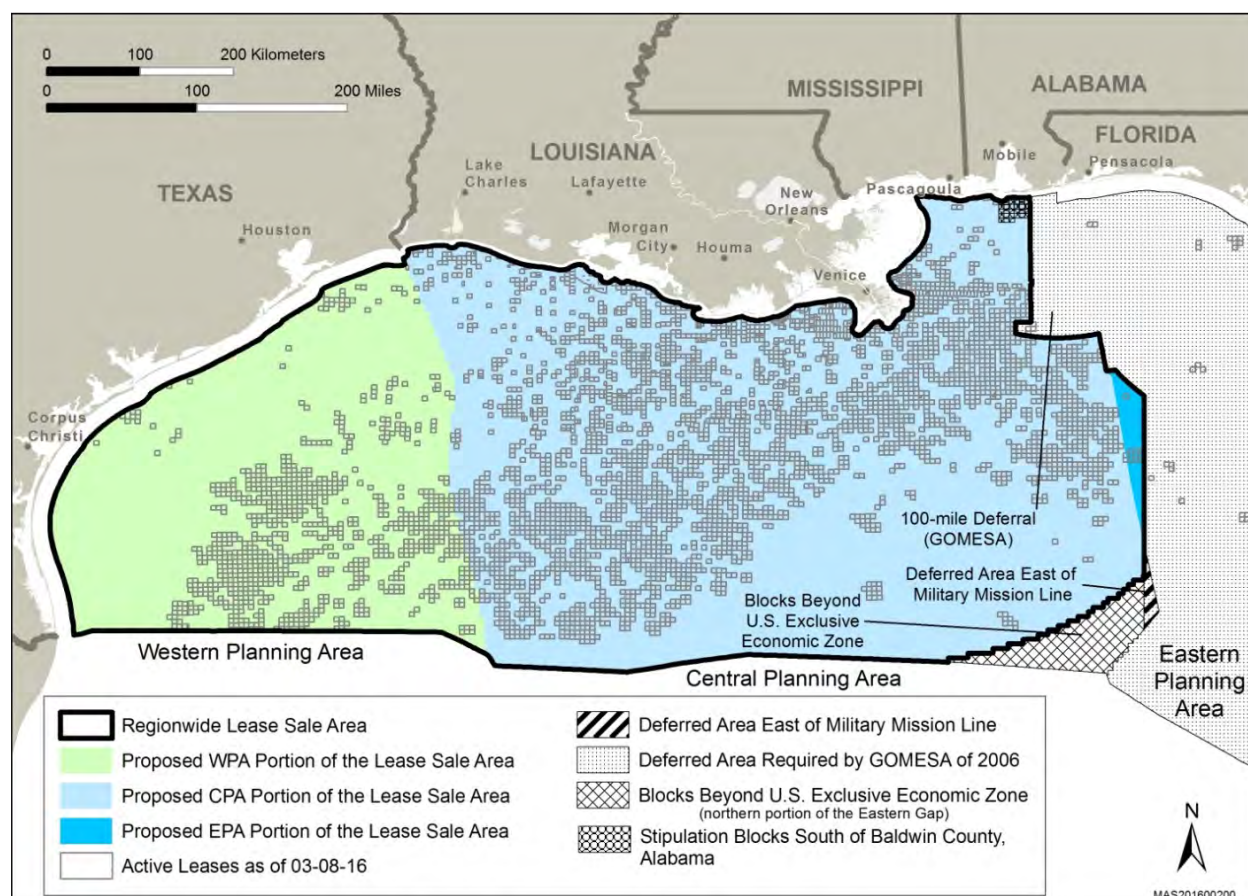 0 100 200 Kilometers
0 100 200 Miles
MISSISSIPPI
ALABAMA
FLORIDA
LOUISIANA
TEXAS
Mobile
Pensacola
Pascagoula
Lake
Charles
Lafayette
New
Orleans
Houston
Morgan
City
Houma
Venice
Corpus
Christi
100-mile Deferral
(GOMESA)
Deferred Area East of
Military Mission Line
Blocks Beyond
U.S. Exclusive
Economic Zone
Western Planning Area
Central Planning Area
Eastern
Planning
Area
Regionwide Lease Sale Area
Proposed WPA Portion of the Lease Sale Area
Proposed CPA Portion of the Lease Sale Area
Proposed EPA Portion of the Lease Sale Area
Active Leases as of 03-08-16
Deferred Area East of Military Mission Line
Deferred Area Required by GOMESA of 2006
Blocks Beyond U.S. Exclusive Economic Zone
(northern portion of the Eastern Gap)
Stipulation Blocks South of Baldwin County,
Alabama
N
MAS201600200